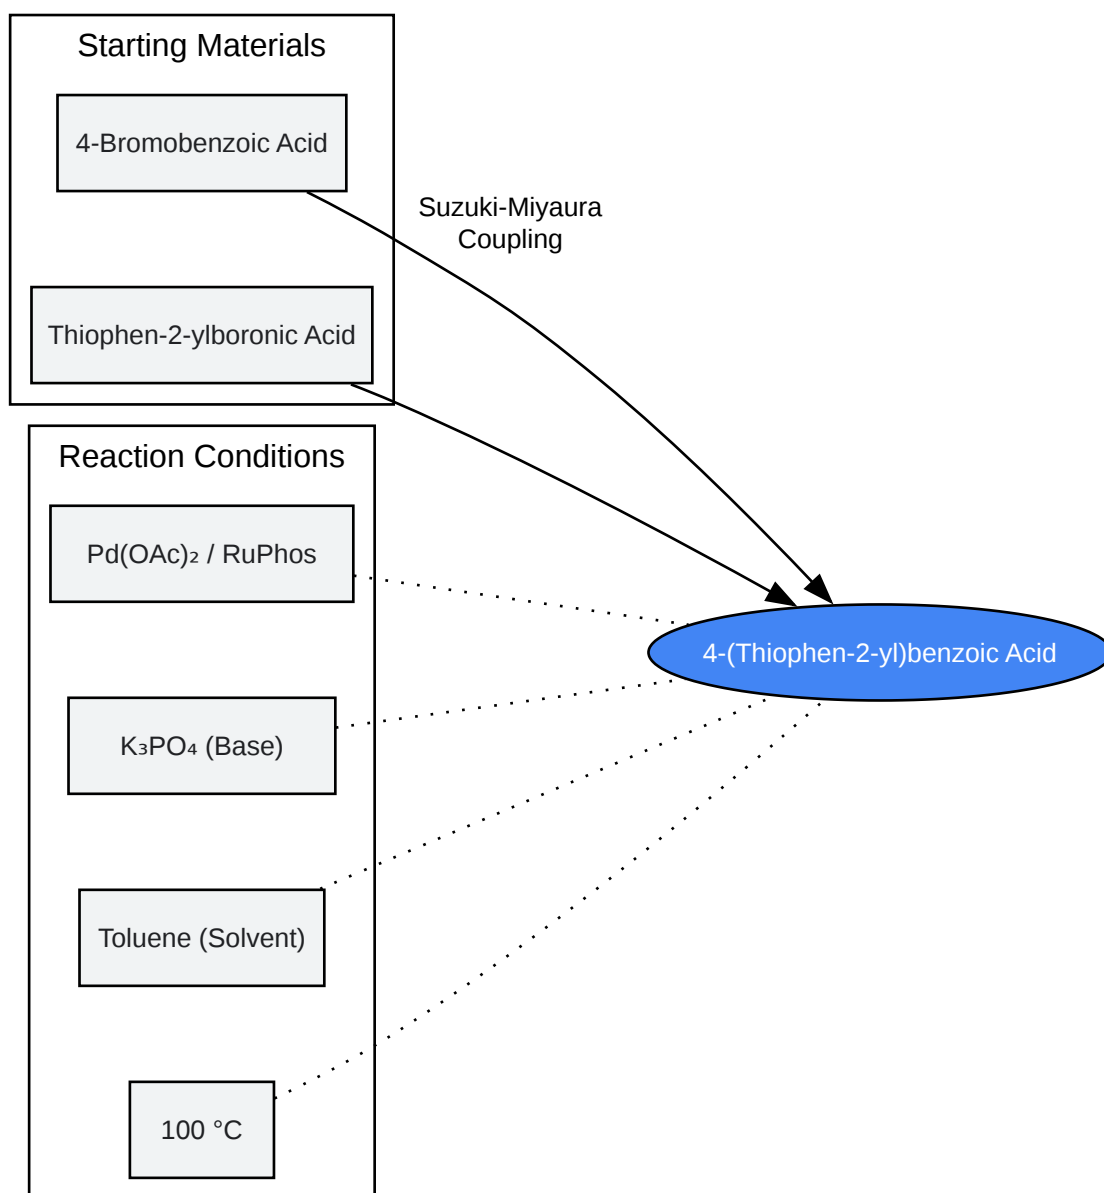 Starting Materials
4-Bromobenzoic Acid
Suzuki-Miyaura
Coupling
Thiophen-2-ylboronic Acid
Reaction Conditions
Pd(OAc)₂ / RuPhos
4-(Thiophen-2-yl)benzoic Acid
K₃PO₄ (Base)
Toluene (Solvent)
100 °C